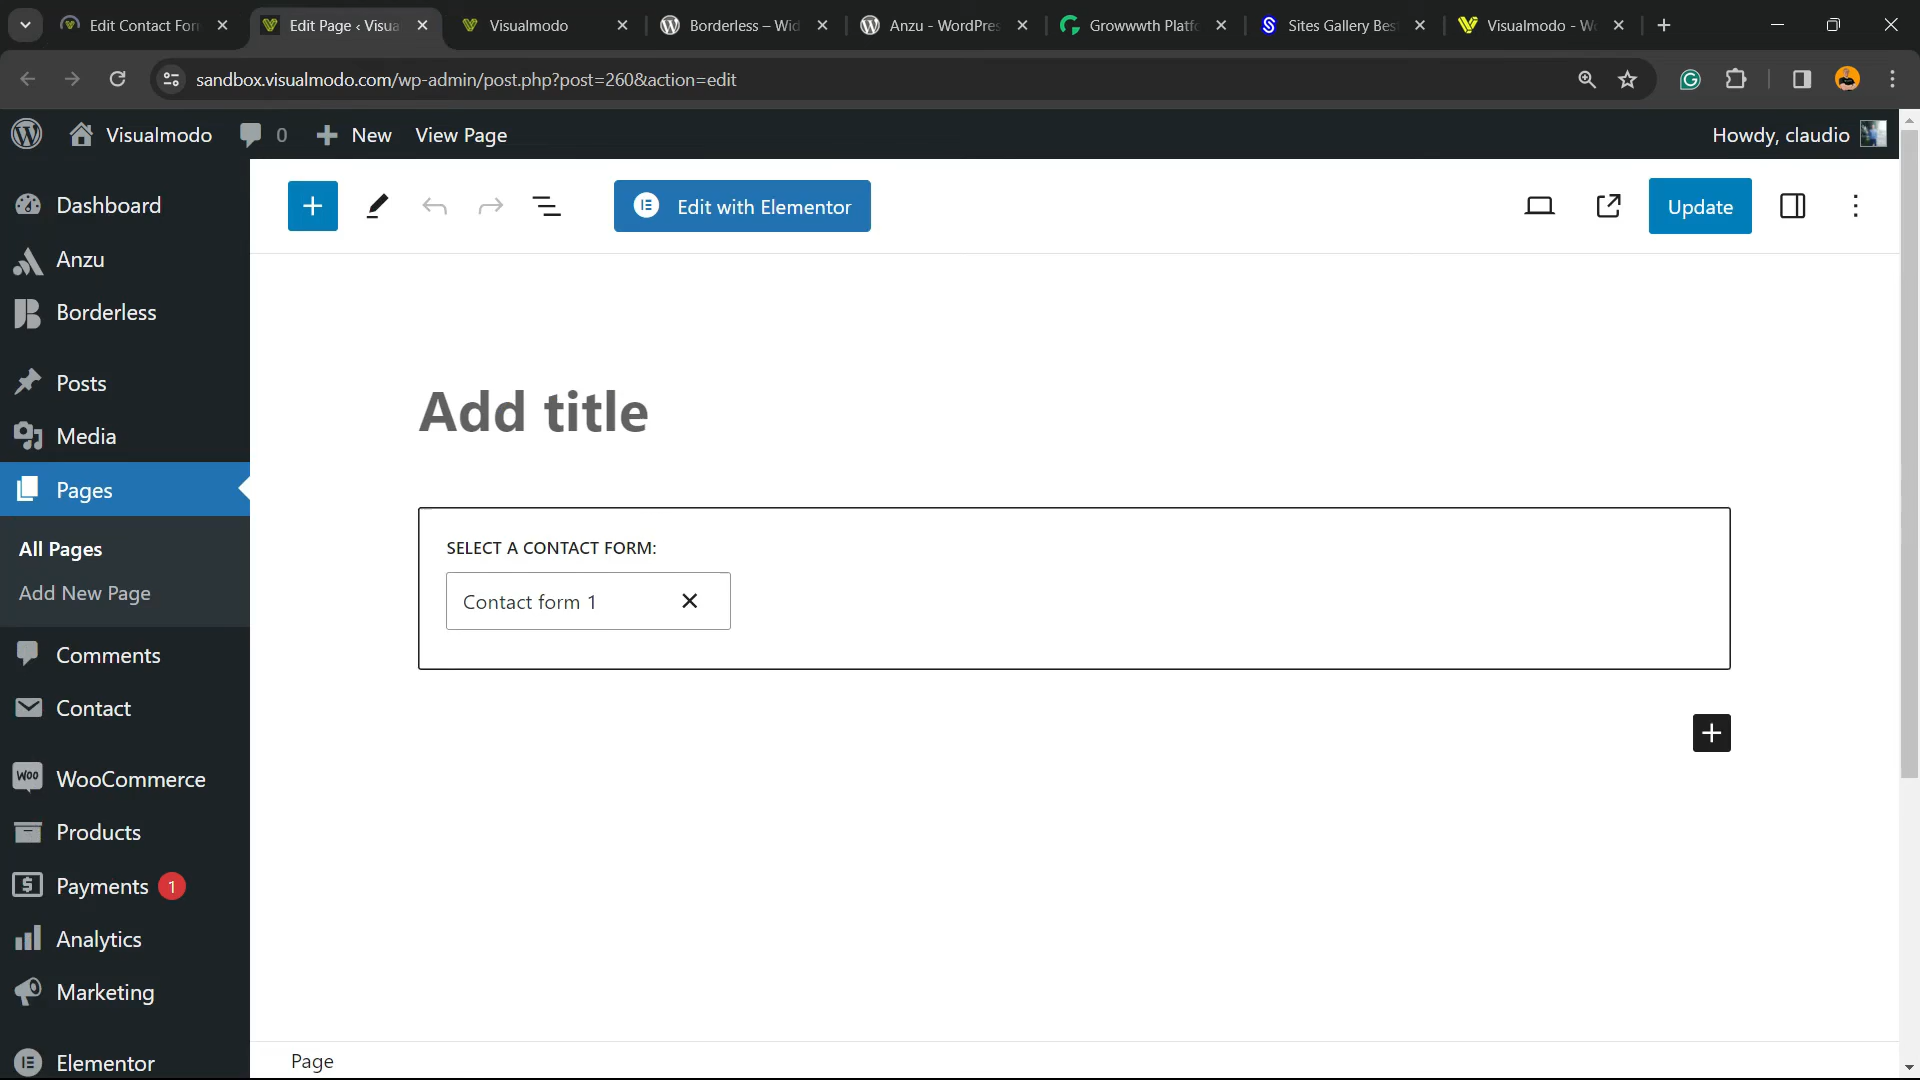 Edit Contact For
Edit Page ‹ Visua
Visualmodo
Borderless – Wid
Anzu - WordPres
Growwwth Platfo
Sites Gallery Bes
Visualmodo - Wo
sandbox.visualmodo.com/wp-admin/post.php?post=260&action=edit
Visualmodo
0
New
View Page
Howdy, claudio
Dashboard
Anzu
Borderless
Posts
Media
Pages
All Pages
Add New Page
Comments
Contact
WooCommerce
Products
Payments 1
Analytics
Marketing
Elementor
Edit with Elementor
Update
Add title
SELECT A CONTACT FORM:
Contact form 1
Page